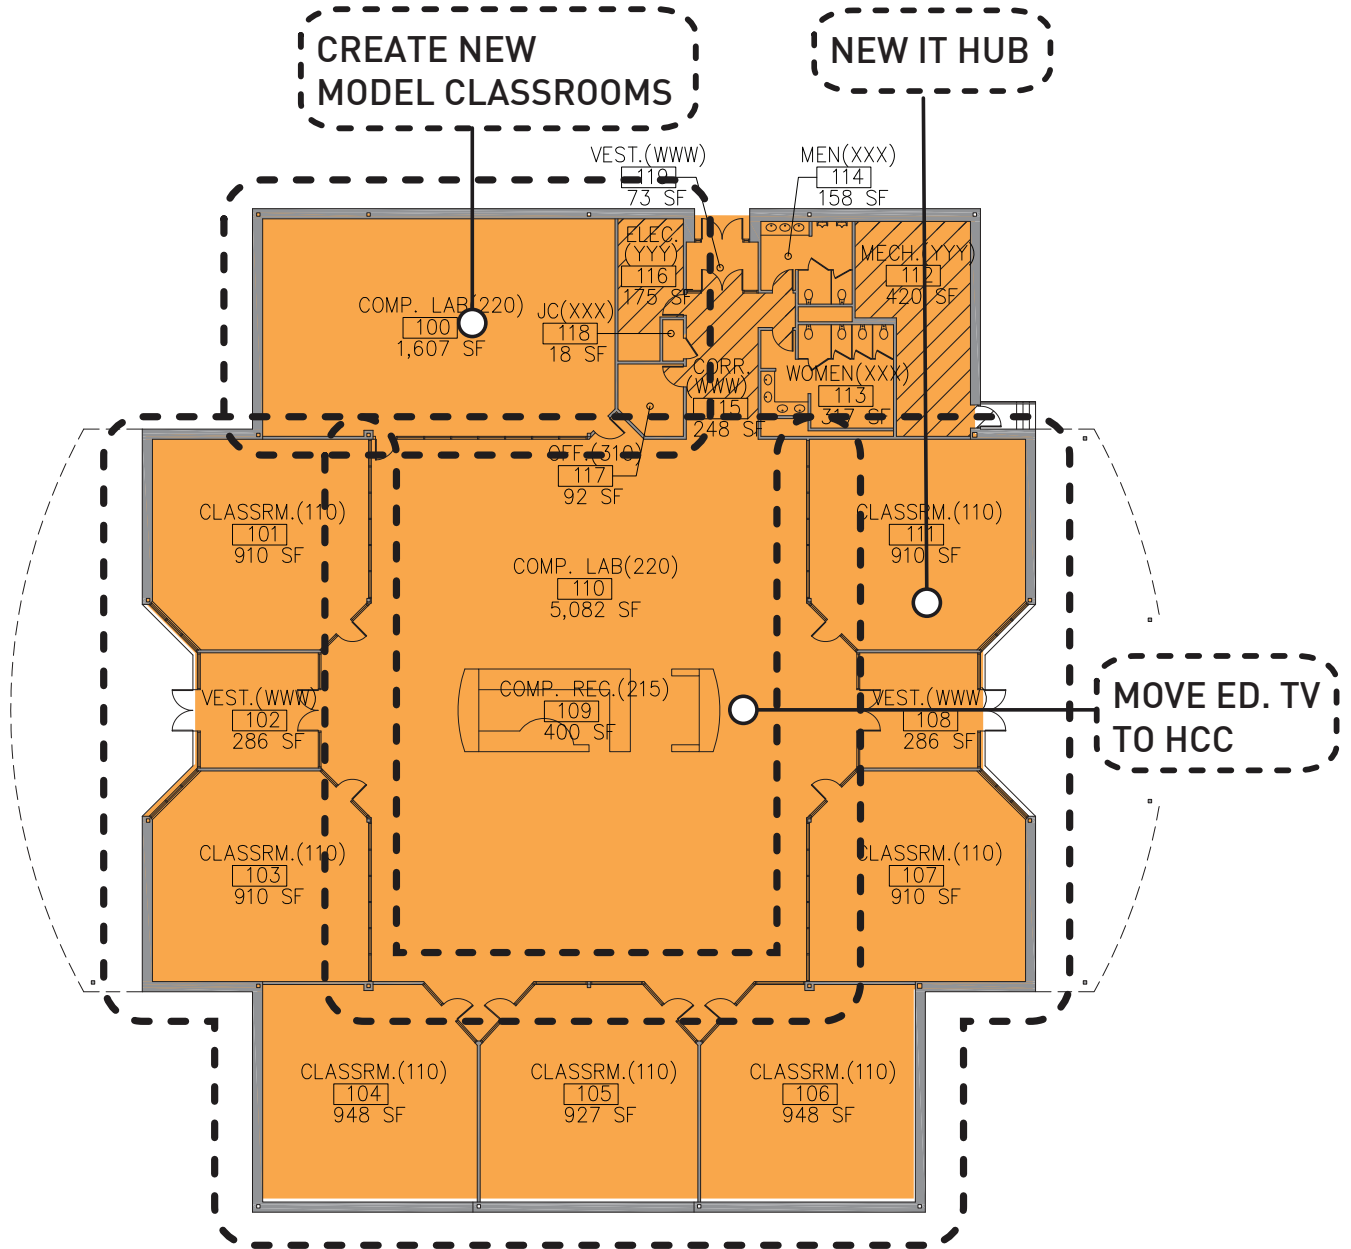 CREATE NEW
MODEL CLASSROOMS
NEW IT HUB
VEST.(WWW)
119
73 SF
MEN(XXX)
114
158 SF
ELEC.
(YYY)
116
175 SF
MECH.(YYY)
112
420 SF
COMP. LAB(220)
100
1,607 SF
JC(XXX)
118
18 SF
CORR.
(WWW)
115
248 SF
WOMEN(XXX)
113
317 SF
OFF.(310)
117
92 SF
CLASSRM.(110)
101
910 SF
CLASSRM.(110)
111
910 SF
COMP. LAB(220)
110
5,082 SF
VEST.(WWW)
102
286 SF
COMP. REC.(215)
109
400 SF
VEST.(WWW)
108
286 SF
MOVE ED. TV
TO HCC
CLASSRM.(110)
103
910 SF
CLASSRM.(110)
107
910 SF
CLASSRM.(110)
104
948 SF
CLASSRM.(110)
105
927 SF
CLASSRM.(110)
106
948 SF